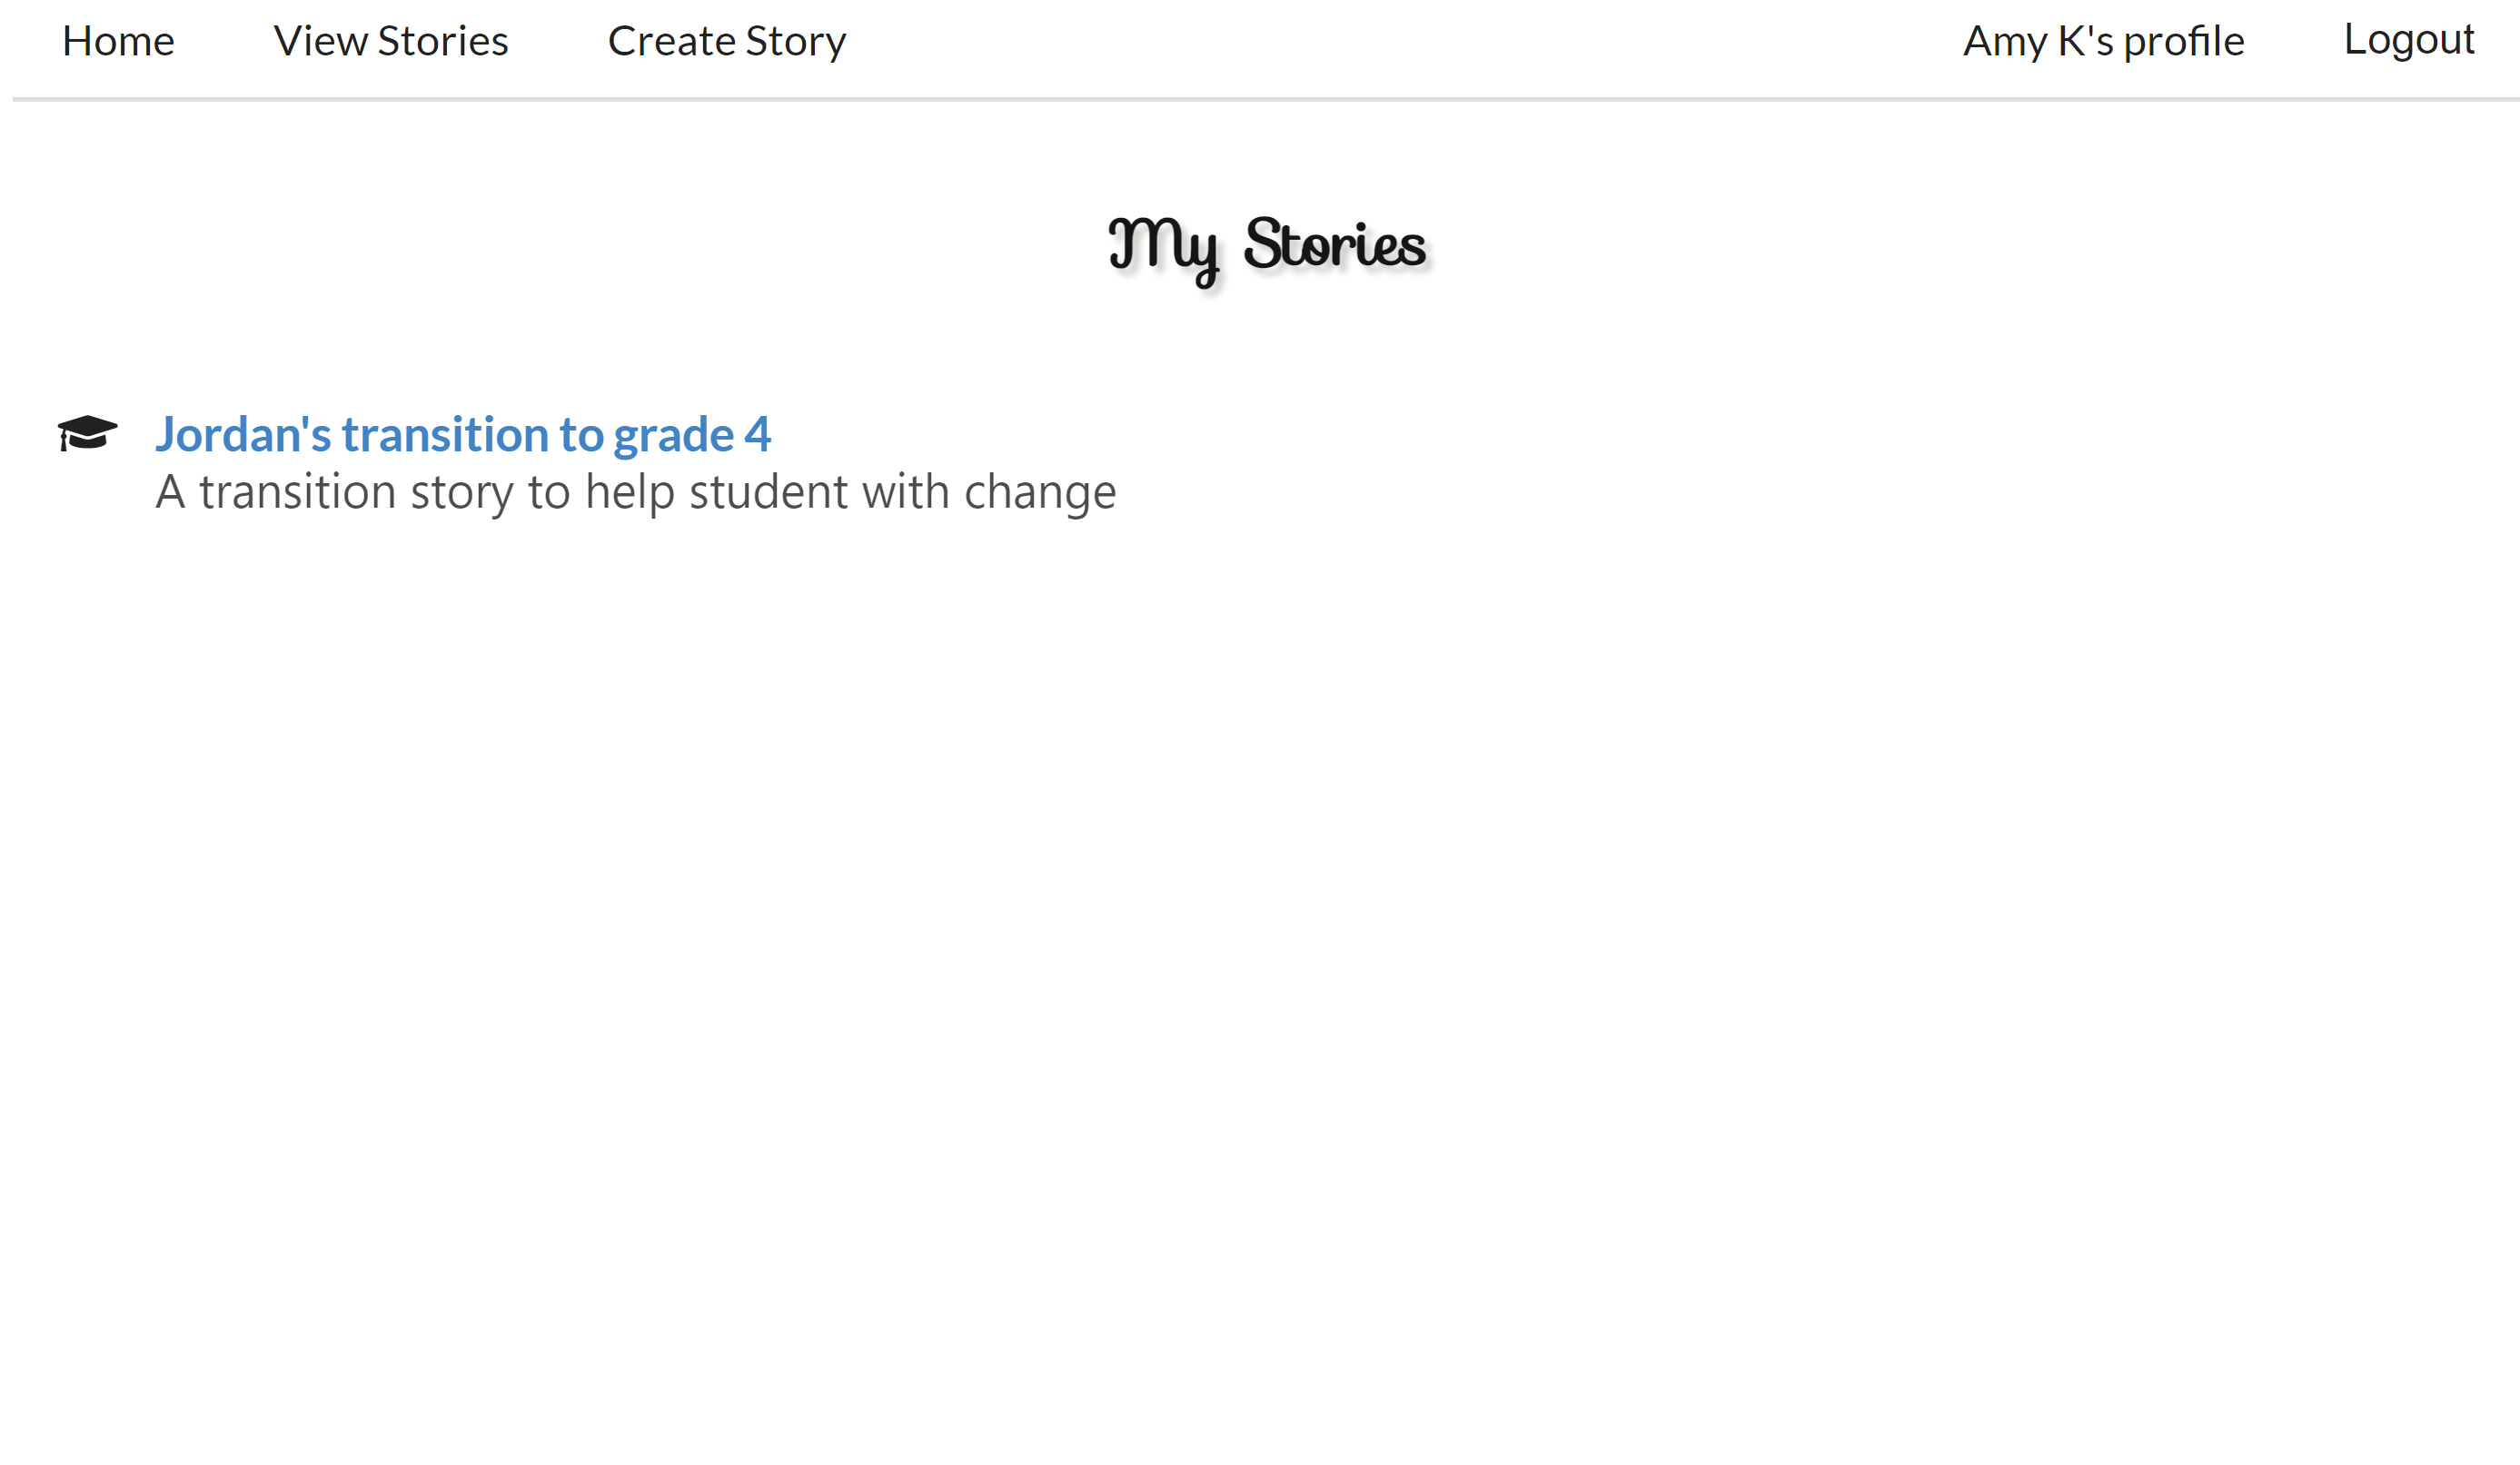 Home View Stories Create Story Amy K's profile Logout
My Stories
Jordan's transition to grade 4
A transition story to help student with change